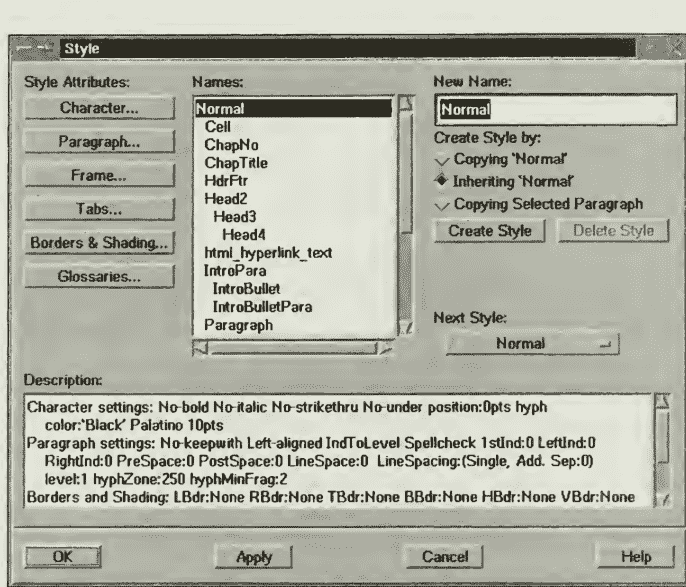 Style
Style Attributes:
Character...
Paragraph...
Frame...
Tabs...
Borders & Shading...
Glossaries...
Names:
Normal
Cell
ChapNo
ChapTitle
HdrFtr
Head2
Head3
Head4
html_hyperlink_text
IntroPara
IntroBullet
IntroBulletPara
Paragraph
New Name:
Normal
Create Style by:
Copying 'Normal'
Inheriting 'Normal'
Copying Selected Paragraph
Create Style Delete Style
Next Style:
Normal
Description:
Character settings: No-bold No-italic No-strikethru No-under position:0pts hyph
color:'Black' Palatino 10pts
Paragraph settings: No-keepwith Left-aligned IndToLevel Spellcheck 1stInd:0 LeftInd:0
RightInd:0 PreSpace:0 PostSpace:0 LineSpace:0 LineSpacing:(Single, Add. Sep:0)
level:1 hyphZone:250 hyphMinFrag:2
Borders and Shading: LBdr:None RBdr:None TBdr:None BBdr:None HBdr:None VBdr:None
OK Apply Cancel Help